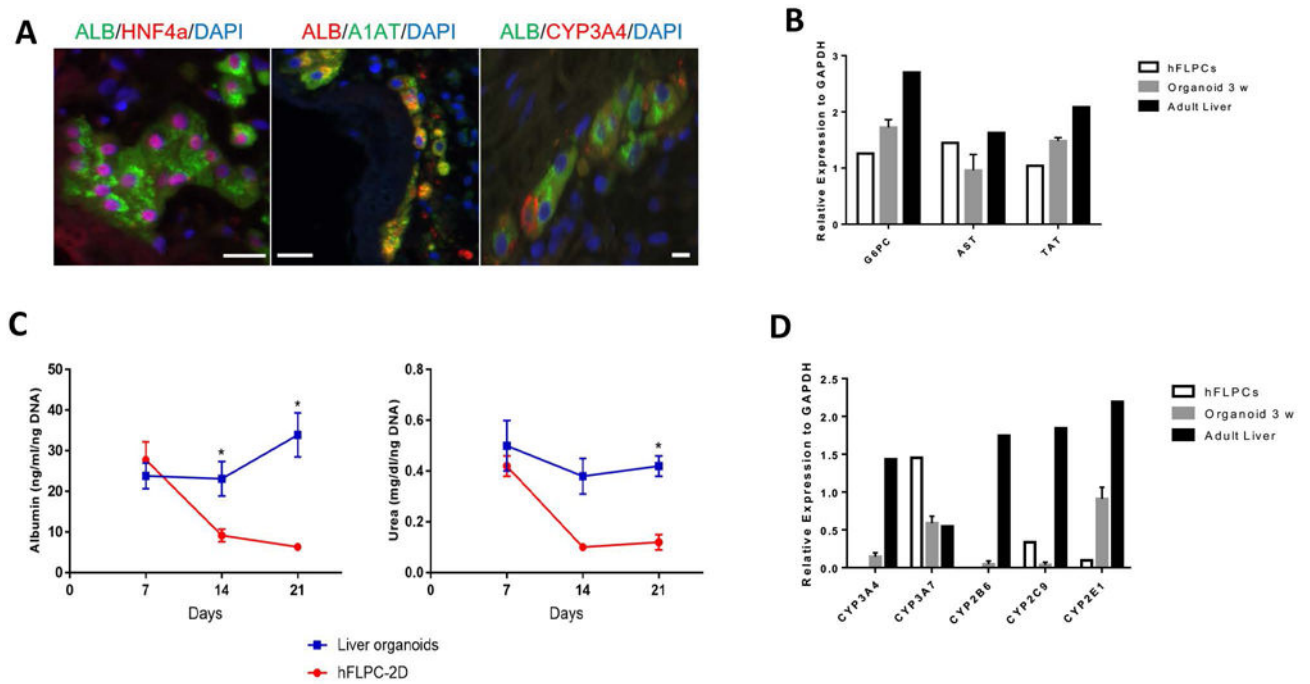 A
ALB/HNF4a/DAPI
ALB/A1AT/DAPI
ALB/CYP3A4/DAPI
B
Relative Expression to GAPDH
3
2
1
0
G6PC
AST
TAT
hFLPCs
Organoid 3 w
Adult Liver
C
Albumin (ng/ml/ng DNA)
50
40
30
20
10
0
0
7
14
21
*
*
Days
Urea (mg/dl/ng DNA)
0.8
0.6
0.4
0.2
0.0
0
7
14
21
*
Days
Liver organoids
hFLPC-2D
D
Relative Expression to GAPDH
2.5
2.0
1.5
1.0
0.5
0.0
CYP3A4
CYP3A7
CYP2B6
CYP2C9
CYP2E1
hFLPCs
Organoid 3 w
Adult Liver